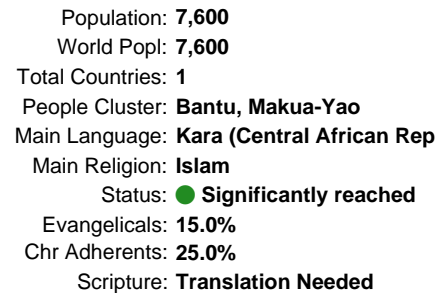 Population: 7,600
World Popl: 7,600
Total Countries: 1
People Cluster: Bantu, Makua-Yao
Main Language: Kara (Central African Rep
Main Religion: Islam
Status: Significantly reached
Evangelicals: 15.0%
Chr Adherents: 25.0%
Scripture: Translation Needed